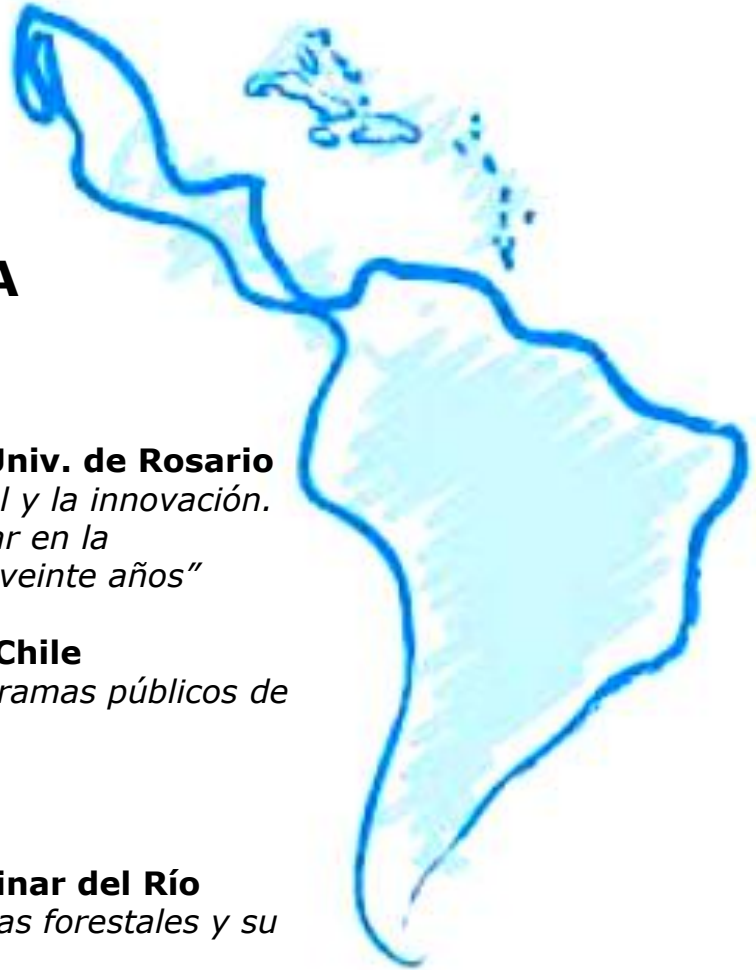 A
Univ. de Rosario
l y la innovación.
ar en la
veinte años”
Chile
ramas públicos de
inar del Río
as forestales y su